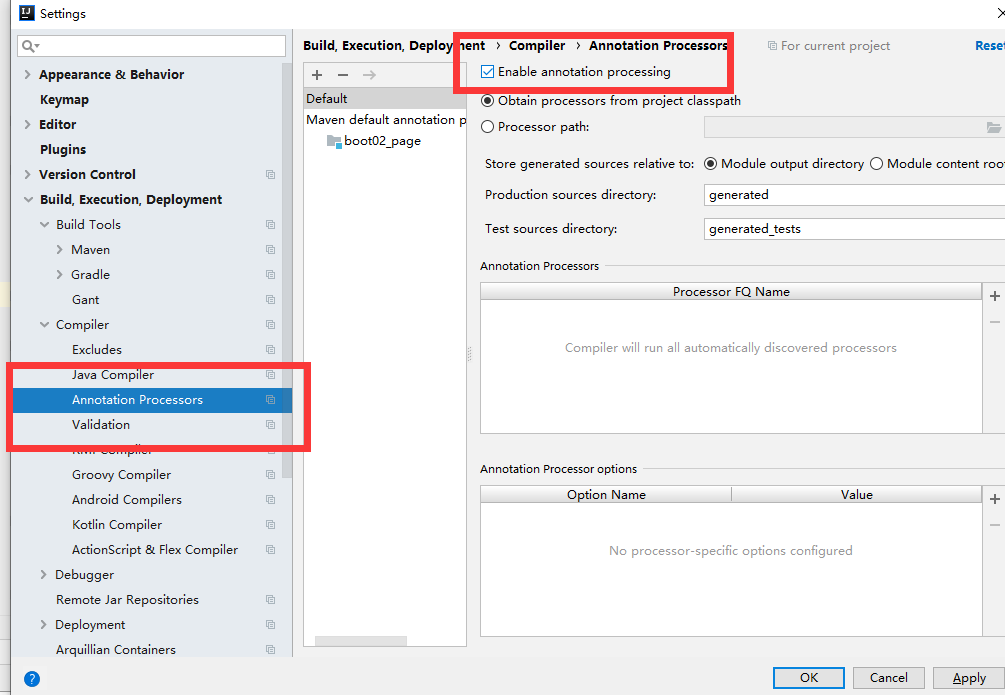 IJ Settings
Build, Execution, Deployment › Compiler › Annotation Processors
For current project
Reset
Appearance & Behavior
Keymap
Editor
Plugins
Version Control
Build, Execution, Deployment
Build Tools
Maven
Gradle
Gant
Compiler
Excludes
Java Compiler
Annotation Processors
Validation
RMI Compiler
Groovy Compiler
Android Compilers
Kotlin Compiler
ActionScript & Flex Compiler
Debugger
Remote Jar Repositories
Deployment
Arquillian Containers
Default
Maven default annotation p
boot02_page
Enable annotation processing
Obtain processors from project classpath
Processor path:
Store generated sources relative to: Module output directory Module content roo
Production sources directory: generated
Test sources directory: generated_tests
Annotation Processors
Processor FQ Name
Compiler will run all automatically discovered processors
Annotation Processor options
Option Name Value
No processor-specific options configured
? OK Cancel Apply